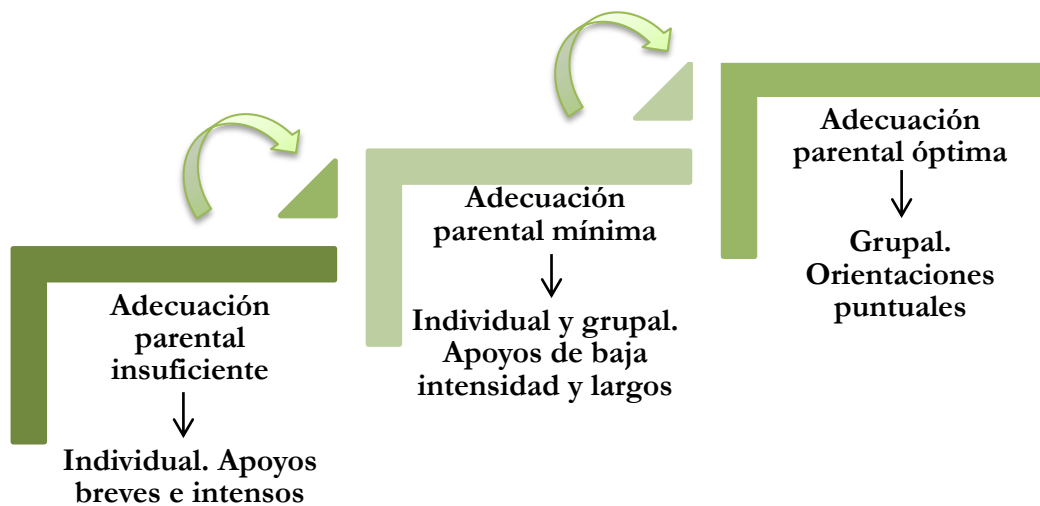 Adecuación
parental
insuficiente
Individual. Apoyos
breves e intensos
Adecuación
parental mínima
Individual y grupal.
Apoyos de baja
intensidad y largos
Adecuación
parental óptima
Grupal.
Orientaciones
puntuales